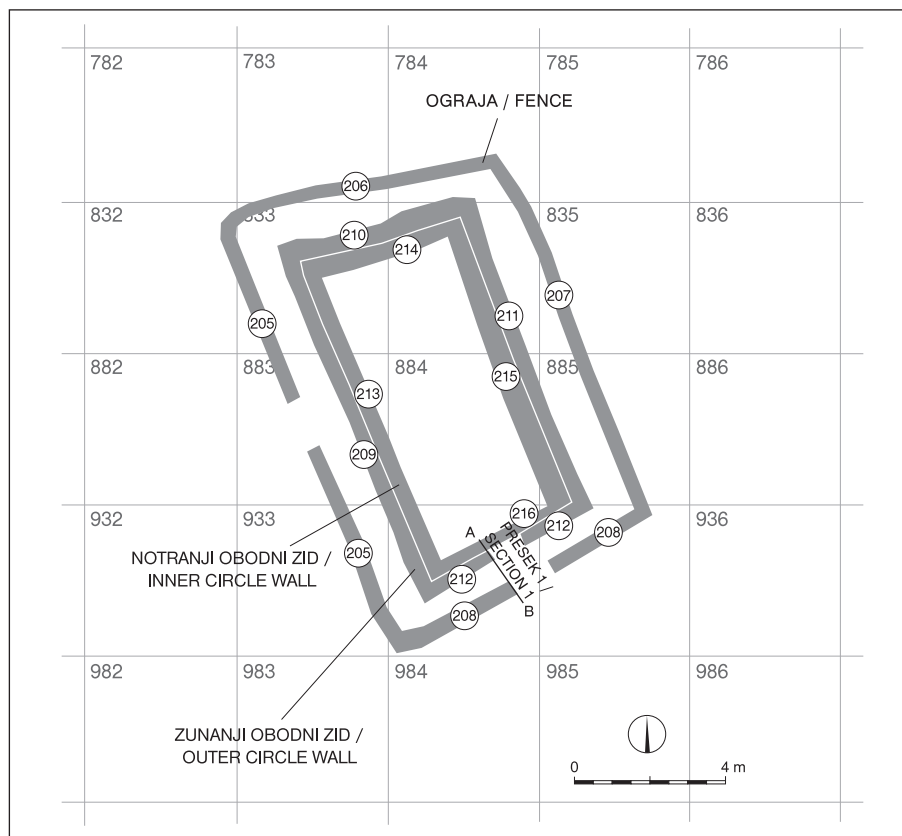 782 783 784 785 786
OGRAJA / FENCE
206
832 833 835 836
210
214
207
205
211
882 883 884 885 886
215
213
209
932 933 936
216
A
212
208
PRESEK 1 /
SECTION 1
NOTRANJI OBODNI ZID /
INNER CIRCLE WALL
205
212
B
208
982 983 984 985 986
ZUNANJI OBODNI ZID /
OUTER CIRCLE WALL
0 4 m